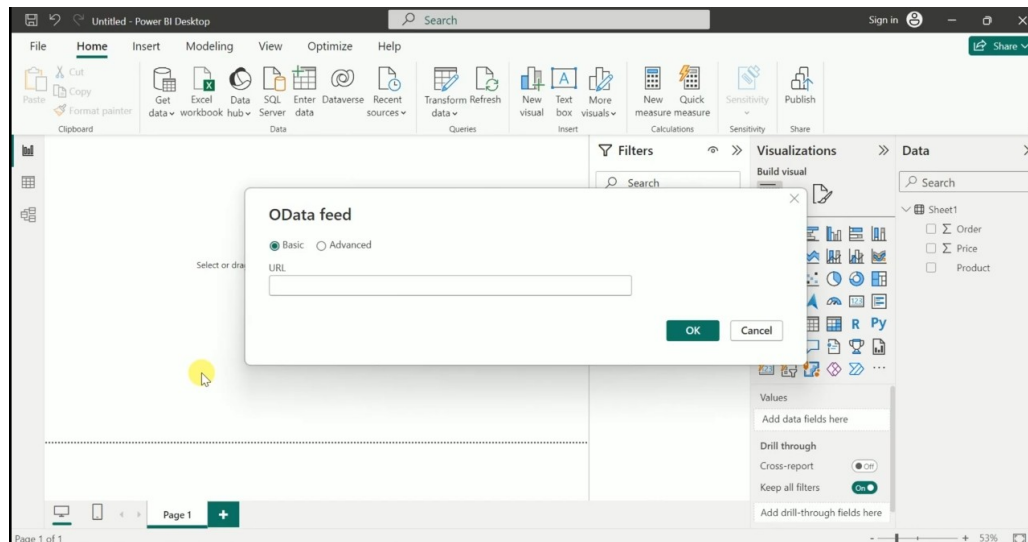 Untitled - Power BI Desktop
Search
Sign in
File Home Insert Modeling View Optimize Help
Share
Paste
Cut
Copy
Format painter
Get data
Excel workbook
Data hub
SQL Server
Enter data
Dataverse
Recent sources
Transform data
Refresh
New visual
Text box
More visuals
New measure
Quick measure
Sensitivity
Publish
Clipboard
Data
Queries
Insert
Calculations
Sensitivity
Share
Filters
Search
Visualizations
Build visual
Data
Search
Sheet1
Σ Order
Σ Price
Product
Select or dra
OData feed
Basic Advanced
URL
OK Cancel
R Py
123
Values
Add data fields here
Drill through
Cross-report Off
Keep all filters On
Add drill-through fields here
Page 1
+
Page 1 of 1
- + 53%